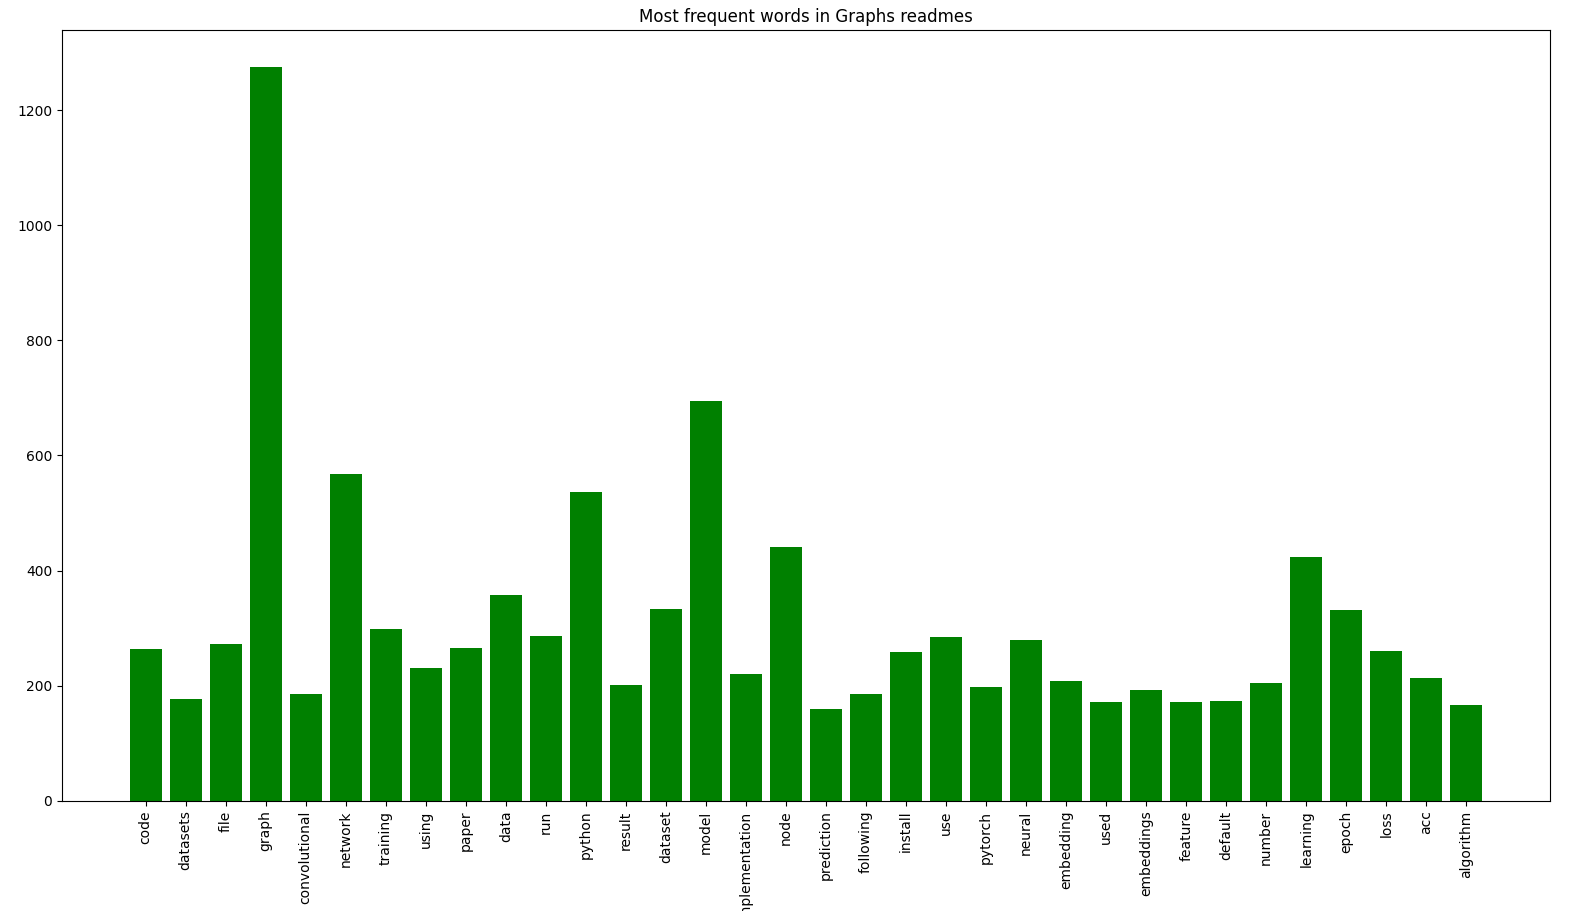 Most frequent words in Graphs readmes
1200
1000
800
600
400
200
0
code
datasets
file
graph
convolutional
network
training
using
paper
data
run
python
result
dataset
model
mplementation
node
prediction
following
install
use
pytorch
neural
embedding
used
embeddings
feature
default
number
learning
epoch
loss
acc
algorithm